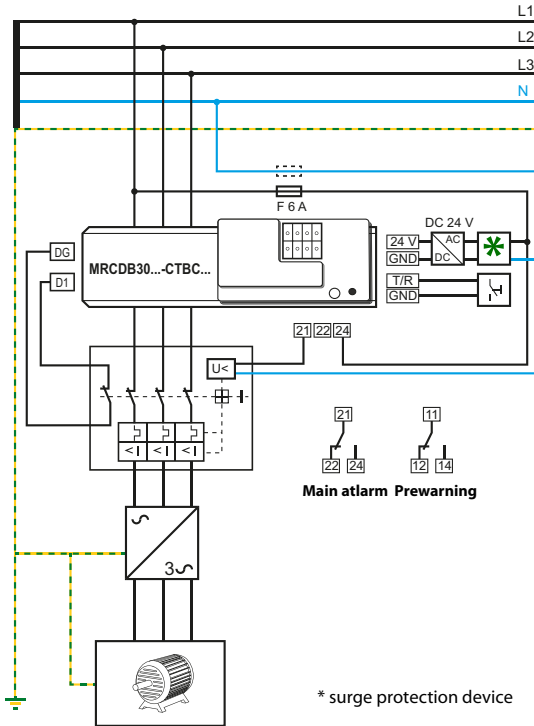 L1
L2
L3
N
F 6 A
DC 24 V
DG
MRCDB30...-CTBC...
24 V
AC
*
GND
DC
D1
T/R
GND
21 22 24
U<
21
11
< I
< I
< I
22 24
12 14
Main atlarm Prewarning
3
* surge protection device